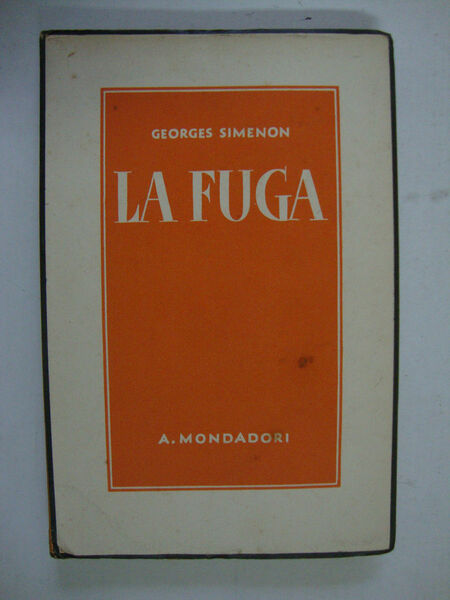 GEORGES SIMENON
LA FUGA
A. MONDADORI